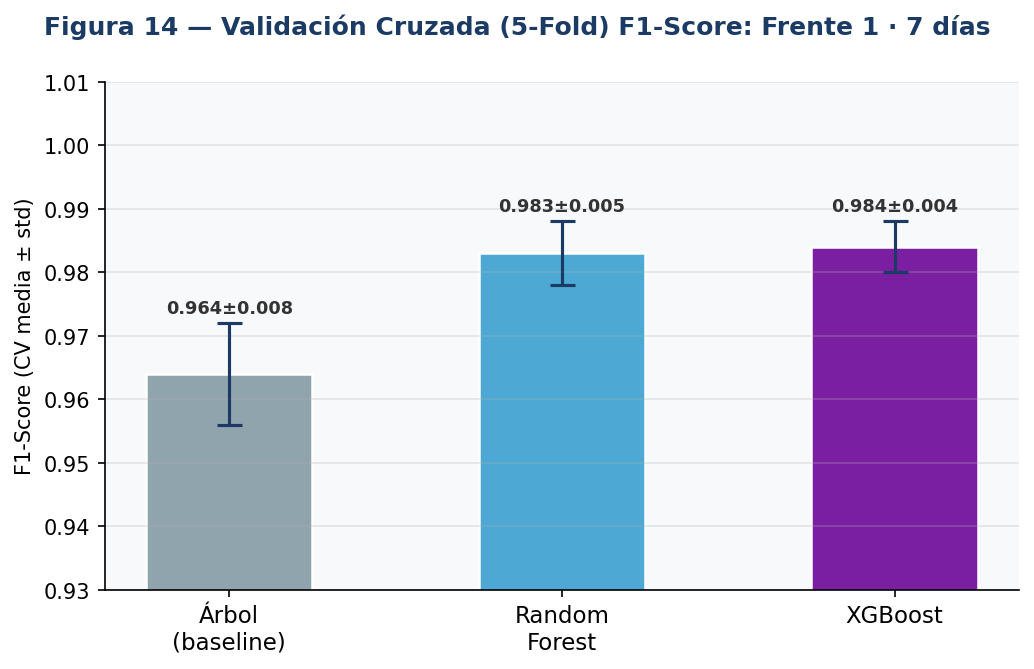 Figura 14 — Validación Cruzada (5-Fold) F1-Score: Frente 1 · 7 días
F1-Score (CV media ± std)
1.01
1.00
0.99
0.98
0.97
0.96
0.95
0.94
0.93
0.964±0.008
0.983±0.005
0.984±0.004
Árbol
(baseline)
Random
Forest
XGBoost